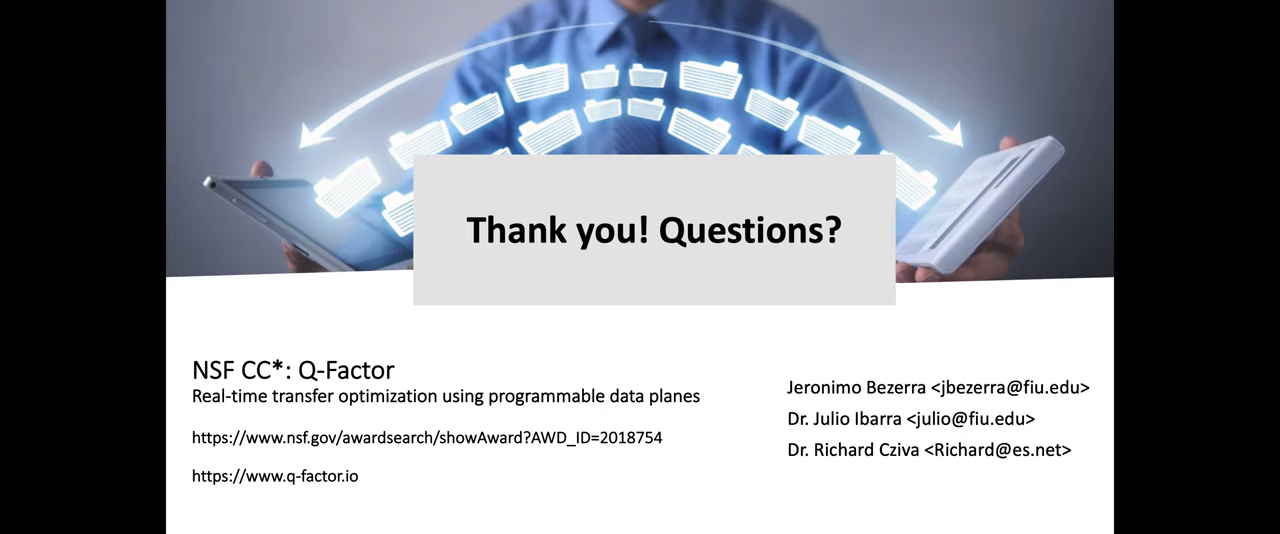 Thank you! Questions?
NSF CC*: Q-Factor
Real-time transfer optimization using programmable data planes
https://www.nsf.gov/awardsearch/showAward?AWD_ID=2018754
https://www.q-factor.io
Jeronimo Bezerra <jbezerra@fiu.edu>
Dr. Julio Ibarra <julio@fiu.edu>
Dr. Richard Cziva <Richard@es.net>